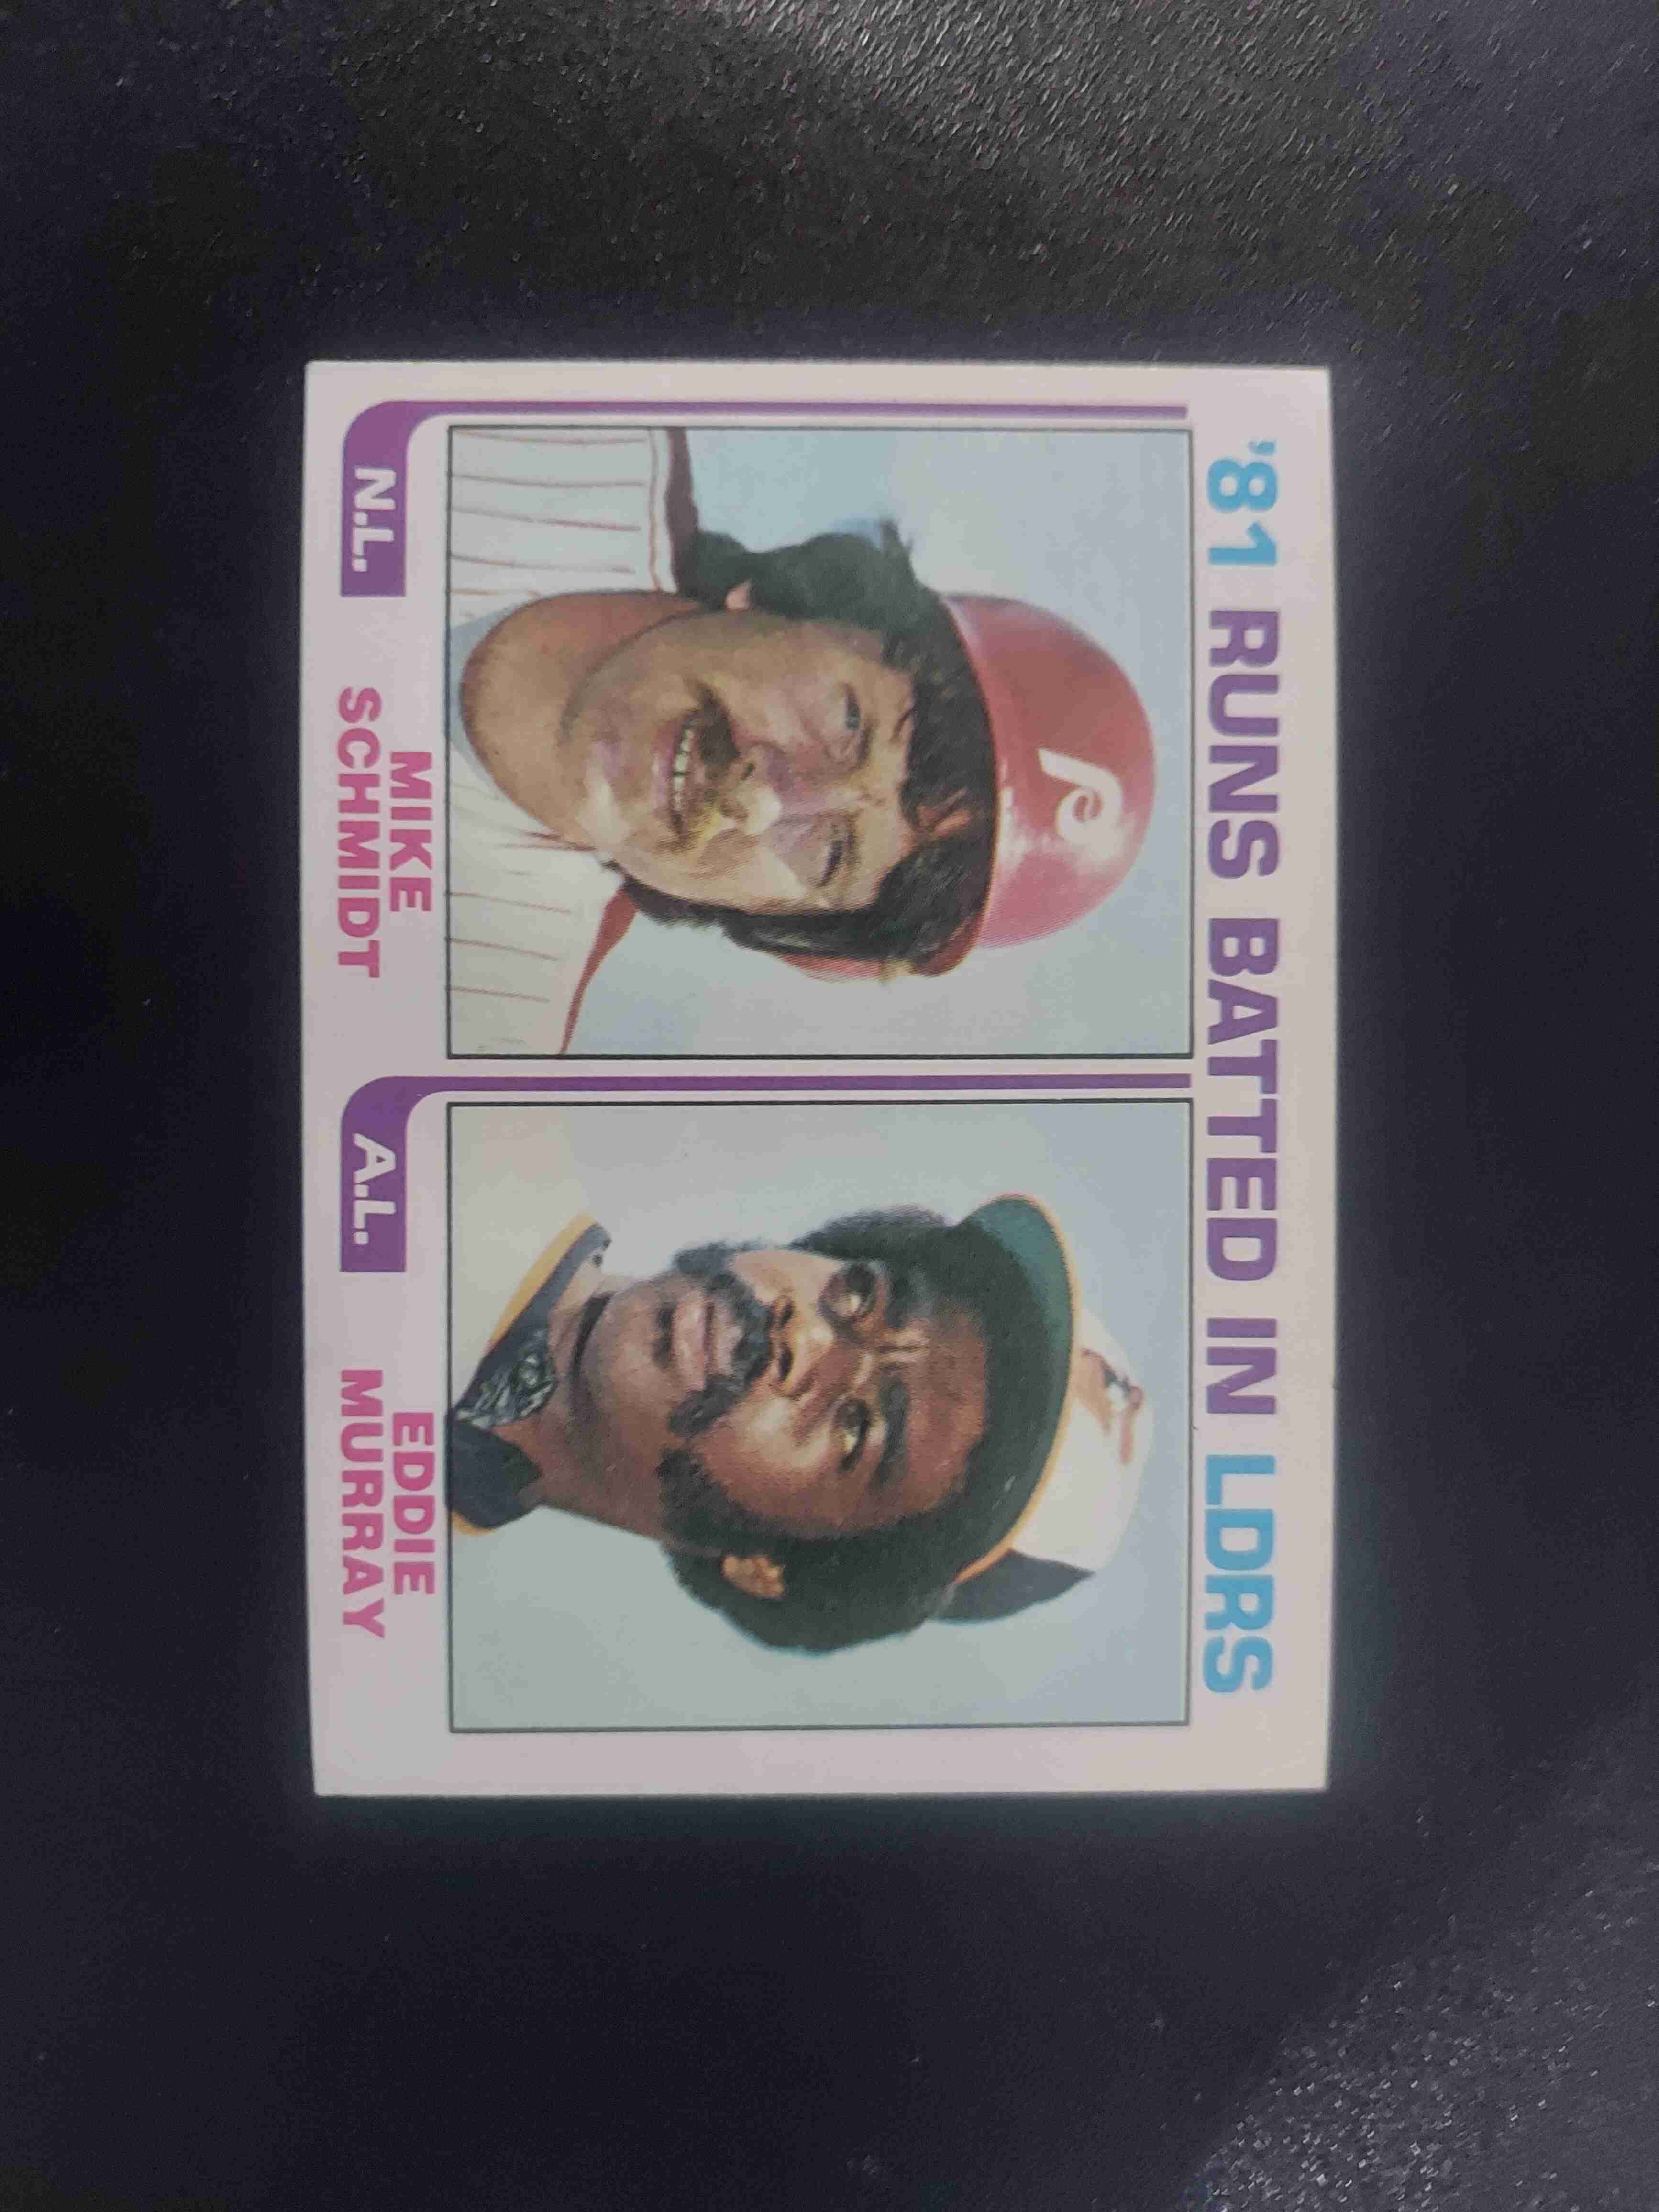 '81 RUNS BATTED IN LDRS
P
N.L.
MIKE
SCHMIDT
A.L.
EDDIE
MURRAY